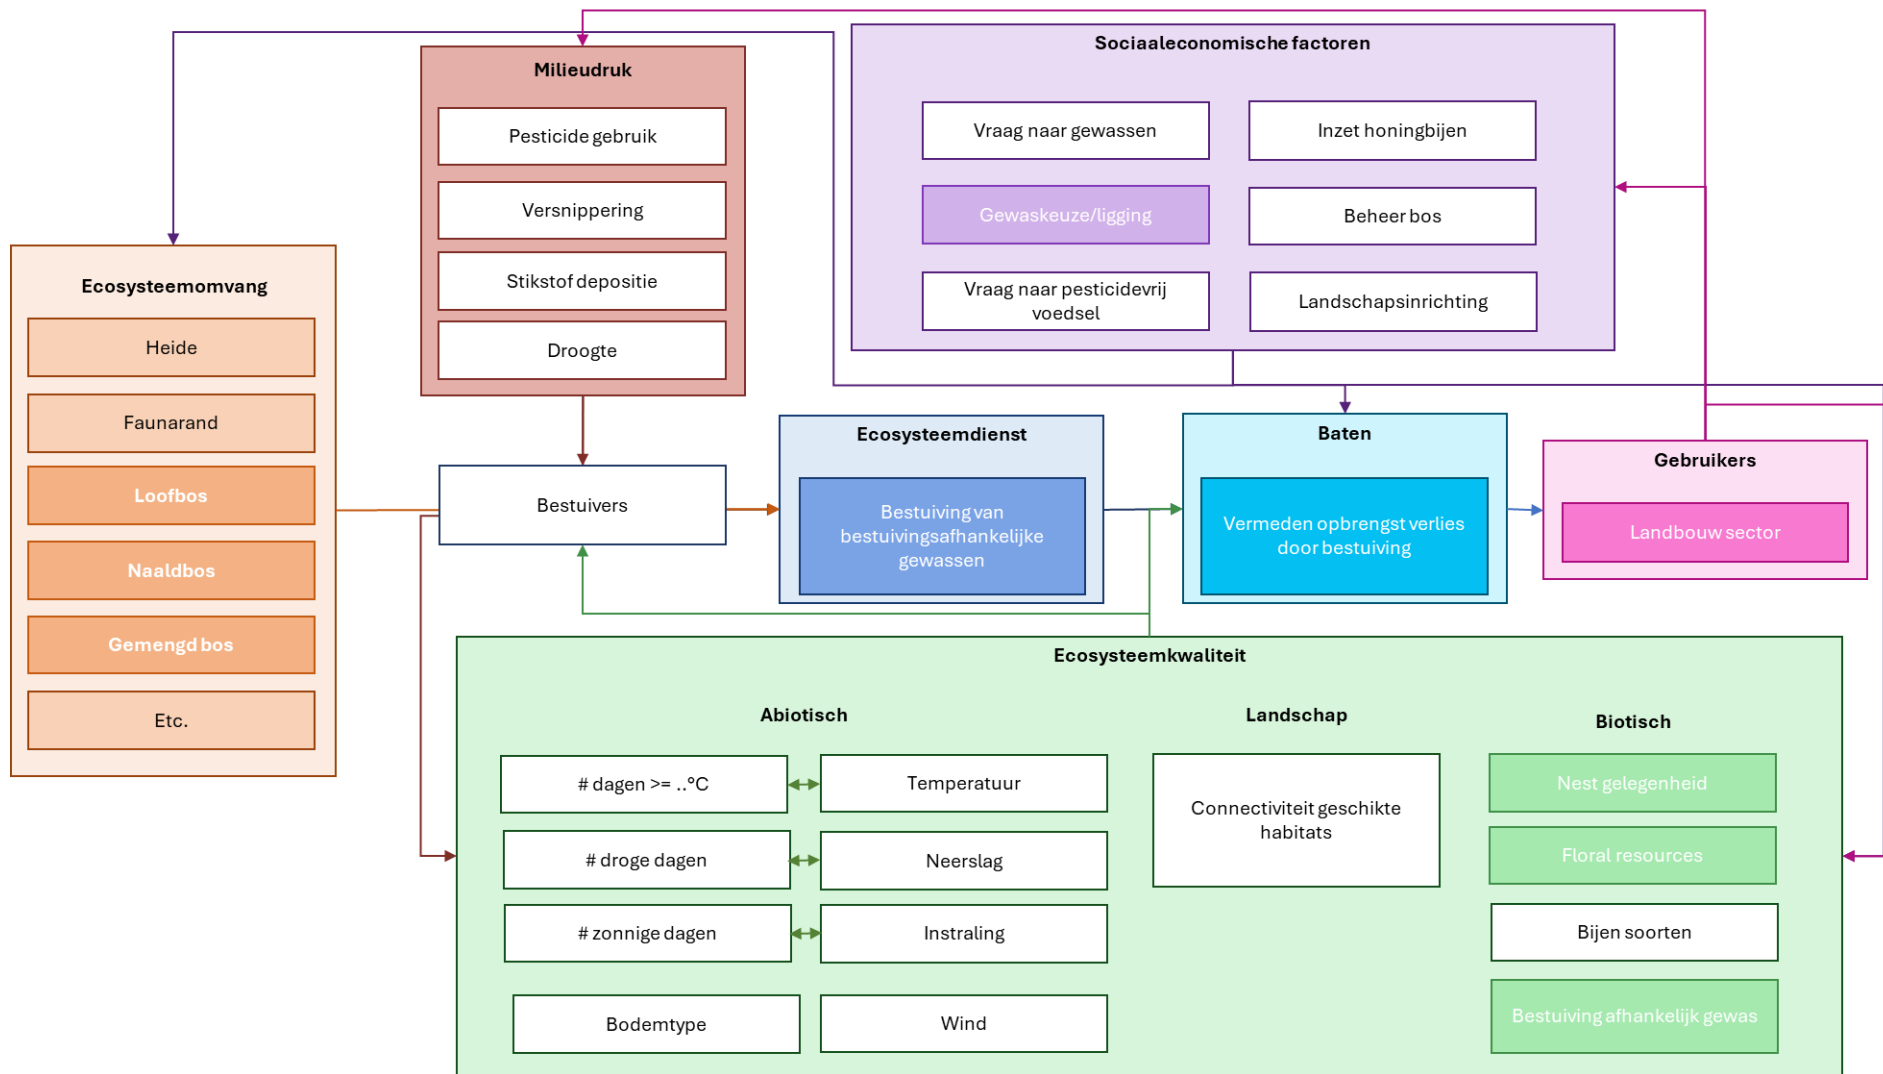 Sociaaleconomische factoren
Vraag naar gewassen
Inzet honingbijen
Gewaskeuze/ligging
Beheer bos
Vraag naar pesticidevrij
voedsel
Landschapsinrichting
Milieudruk
Pesticide gebruik
Versnippering
Stikstof depositie
Droogte
Ecosysteemomvang
Heide
Faunarand
Loofbos
Naaldbos
Gemengd bos
Etc.
Bestuivers
Ecosysteemdienst
Bestuiving van
bestuivingsafhankelijke
gewassen
Baten
Vermeden opbrengst verlies
door bestuiving
Gebruikers
Landbouw sector
Ecosysteemkwaliteit
Abiotisch
# dagen >= ..°C
Temperatuur
# droge dagen
Neerslag
# zonnige dagen
Instraling
Bodemtype
Wind
Landschap
Connectiviteit geschikte
habitats
Biotisch
Nest gelegenheid
Floral resources
Bijen soorten
Bestuiving afhankelijk gewas